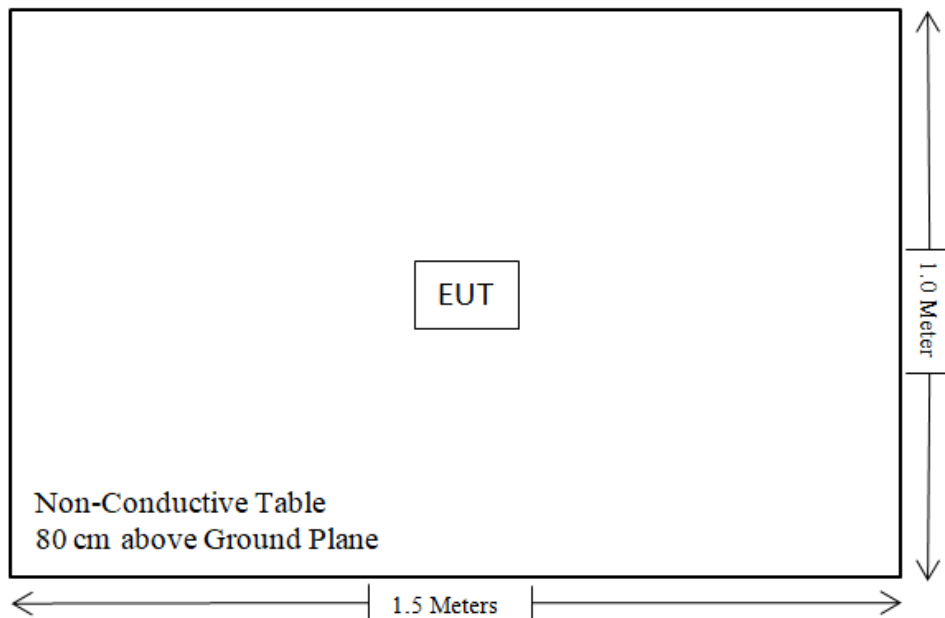 EUT
1.0 Meter
Non-Conductive Table
80 cm above Ground Plane
1.5 Meters